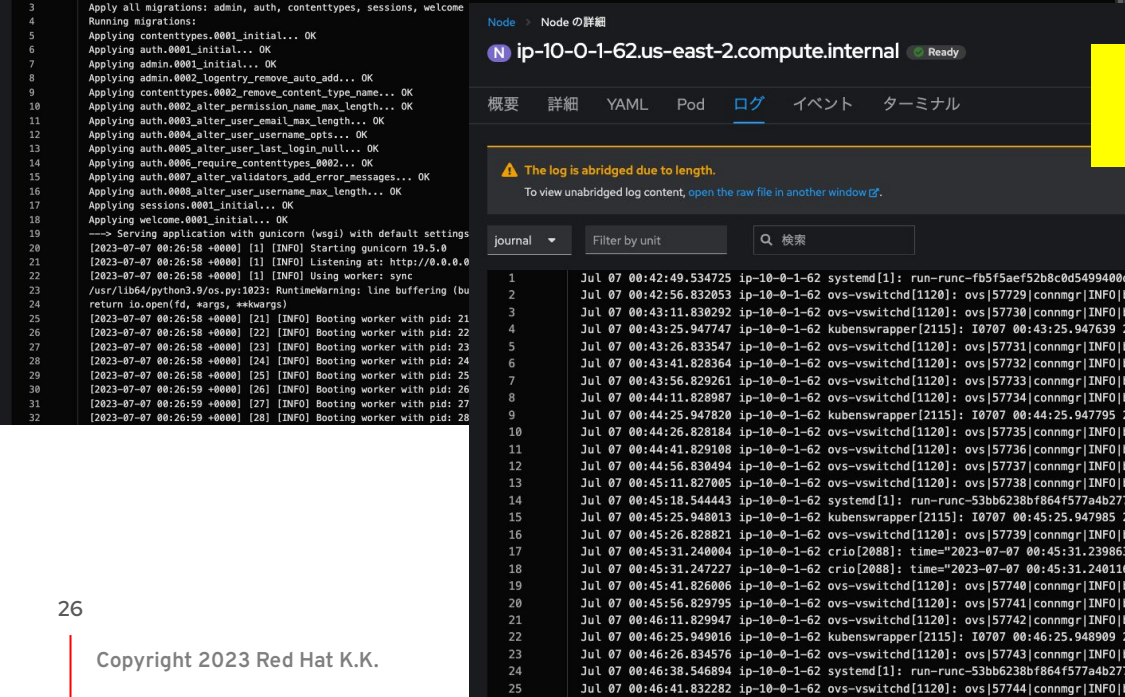 3 Apply all migrations: admin, auth, contenttypes, sessions, welcome
4 Running migrations:
5 Applying contenttypes.0001_initial... OK
6 Applying auth.0001_initial... OK
7 Applying admin.0001_initial... OK
8 Applying admin.0002_logentry_remove_auto_add... OK
9 Applying contenttypes.0002_remove_content_type_name... OK
10 Applying auth.0002_alter_permission_name_max_length... OK
11 Applying auth.0003_alter_user_email_max_length... OK
12 Applying auth.0004_alter_user_username_opts... OK
13 Applying auth.0005_alter_user_last_login_null... OK
14 Applying auth.0006_require_contenttypes_0002... OK
15 Applying auth.0007_alter_validators_add_error_messages... OK
16 Applying auth.0008_alter_user_username_max_length... OK
17 Applying sessions.0001_initial... OK
18 Applying welcome.0001_initial... OK
19 ---> Serving application with gunicorn (wsgi) with default settings
20 [2023-07-07 00:26:58 +0000] [1] [INFO] Starting gunicorn 19.5.0
21 [2023-07-07 00:26:58 +0000] [1] [INFO] Listening at: http://0.0.0.0
22 [2023-07-07 00:26:58 +0000] [1] [INFO] Using worker: sync
23 /usr/lib64/python3.9/os.py:1023: RuntimeWarning: line buffering (bu
24 return io.open(fd, *args, **kwargs)
25 [2023-07-07 00:26:58 +0000] [21] [INFO] Booting worker with pid: 21
26 [2023-07-07 00:26:58 +0000] [22] [INFO] Booting worker with pid: 22
27 [2023-07-07 00:26:58 +0000] [23] [INFO] Booting worker with pid: 23
28 [2023-07-07 00:26:58 +0000] [24] [INFO] Booting worker with pid: 24
29 [2023-07-07 00:26:58 +0000] [25] [INFO] Booting worker with pid: 25
30 [2023-07-07 00:26:59 +0000] [26] [INFO] Booting worker with pid: 26
31 [2023-07-07 00:26:59 +0000] [27] [INFO] Booting worker with pid: 27
32 [2023-07-07 00:26:59 +0000] [28] [INFO] Booting worker with pid: 28
Node > Node の詳細
N ip-10-0-1-62.us-east-2.compute.internal Ready
概要 詳細 YAML Pod ログ イベント ターミナル
The log is abridged due to length.
To view unabridged log content, open the raw file in another window.
journal Filter by unit 検索
1 Jul 07 00:42:49.534725 ip-10-0-1-62 systemd[1]: run-runc-fb5f5aef52b8c0d5499400
2 Jul 07 00:42:56.832053 ip-10-0-1-62 ovs-vswitchd[1120]: ovs|57729|connmgr|INFO|
3 Jul 07 00:43:11.830292 ip-10-0-1-62 ovs-vswitchd[1120]: ovs|57730|connmgr|INFO|
4 Jul 07 00:43:25.947747 ip-10-0-1-62 kubenswrapper[2115]: I0707 00:43:25.947639
5 Jul 07 00:43:26.833547 ip-10-0-1-62 ovs-vswitchd[1120]: ovs|57731|connmgr|INFO|
6 Jul 07 00:43:41.828364 ip-10-0-1-62 ovs-vswitchd[1120]: ovs|57732|connmgr|INFO|
7 Jul 07 00:43:56.829261 ip-10-0-1-62 ovs-vswitchd[1120]: ovs|57733|connmgr|INFO|
8 Jul 07 00:44:11.828987 ip-10-0-1-62 ovs-vswitchd[1120]: ovs|57734|connmgr|INFO|
9 Jul 07 00:44:25.947820 ip-10-0-1-62 kubenswrapper[2115]: I0707 00:44:25.947795
10 Jul 07 00:44:26.828184 ip-10-0-1-62 ovs-vswitchd[1120]: ovs|57735|connmgr|INFO|
11 Jul 07 00:44:41.829108 ip-10-0-1-62 ovs-vswitchd[1120]: ovs|57736|connmgr|INFO|
12 Jul 07 00:44:56.830494 ip-10-0-1-62 ovs-vswitchd[1120]: ovs|57737|connmgr|INFO|
13 Jul 07 00:45:11.827005 ip-10-0-1-62 ovs-vswitchd[1120]: ovs|57738|connmgr|INFO|
14 Jul 07 00:45:18.544443 ip-10-0-1-62 systemd[1]: run-runc-53bb6238bf864f577a4b277
15 Jul 07 00:45:25.948013 ip-10-0-1-62 kubenswrapper[2115]: I0707 00:45:25.947985
16 Jul 07 00:45:26.828821 ip-10-0-1-62 ovs-vswitchd[1120]: ovs|57739|connmgr|INFO|
17 Jul 07 00:45:31.240004 ip-10-0-1-62 crio[2088]: time="2023-07-07 00:45:31.239863
18 Jul 07 00:45:31.247227 ip-10-0-1-62 crio[2088]: time="2023-07-07 00:45:31.240116
19 Jul 07 00:45:41.826006 ip-10-0-1-62 ovs-vswitchd[1120]: ovs|57740|connmgr|INFO|
20 Jul 07 00:45:56.829795 ip-10-0-1-62 ovs-vswitchd[1120]: ovs|57741|connmgr|INFO|
21 Jul 07 00:46:11.829947 ip-10-0-1-62 ovs-vswitchd[1120]: ovs|57742|connmgr|INFO|
22 Jul 07 00:46:25.949016 ip-10-0-1-62 kubenswrapper[2115]: I0707 00:46:25.948909
23 Jul 07 00:46:26.834576 ip-10-0-1-62 ovs-vswitchd[1120]: ovs|57743|connmgr|INFO|
24 Jul 07 00:46:38.546894 ip-10-0-1-62 systemd[1]: run-runc-53bb6238bf864f577a4b277
25 Jul 07 00:46:41.832282 ip-10-0-1-62 ovs-vswitchd[1120]: ovs|57744|connmgr|INFO|
26
Copyright 2023 Red Hat K.K.